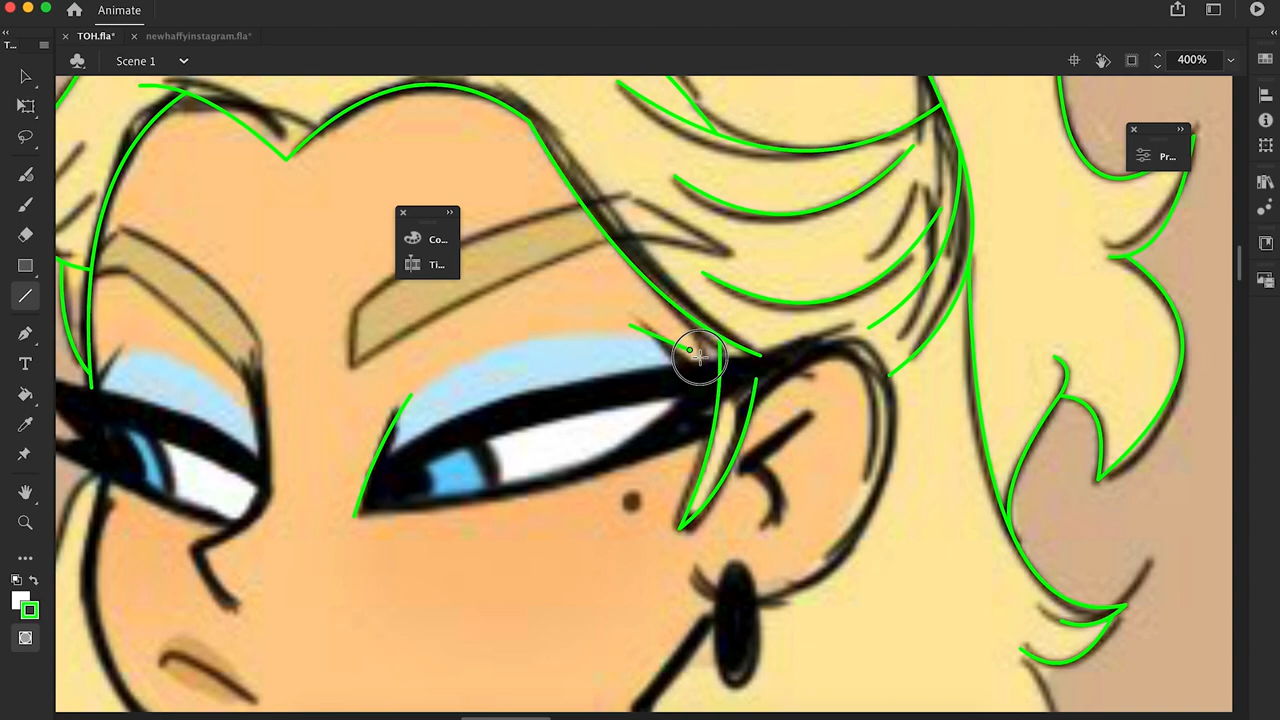 Animate
T...
TOH.fla*
newhaffyinstagram.fla*
Scene 1
400%
Pr...
Co...
Ti...